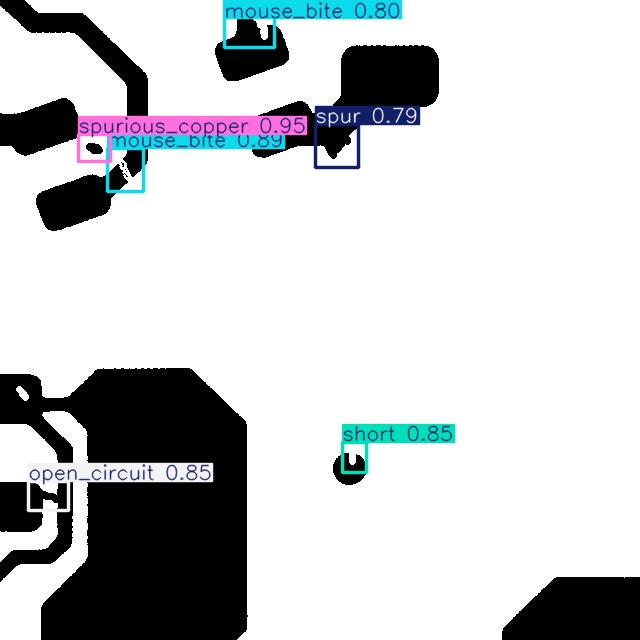 mouse_bite 0.80
spur 0.79
spurious_copper 0.95
mouse_bite 0.89
short 0.85
open_circuit 0.85